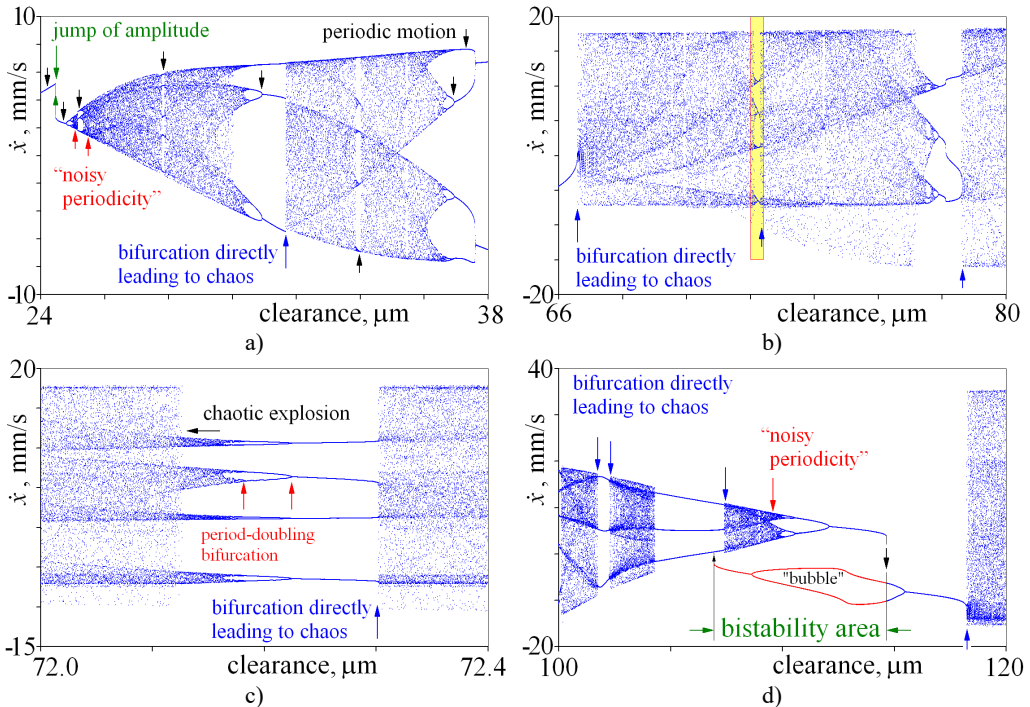 10
jump of amplitude
periodic motion
ẋ , mm/s
“noisy
periodicity”
bifurcation directly
leading to chaos
-10
24
clearance, μm
38
a)
20
ẋ , mm/s
bifurcation directly
leading to chaos
-20
66
clearance, μm
80
b)
20
chaotic explosion
ẋ , mm/s
period-doubling
bifurcation
bifurcation directly
leading to chaos
-15
72.0
clearance, μm
72.4
c)
40
bifurcation directly
leading to chaos
“noisy
periodicity”
ẋ , mm/s
"bubble"
bistability area
-20
100
clearance, μm
120
d)